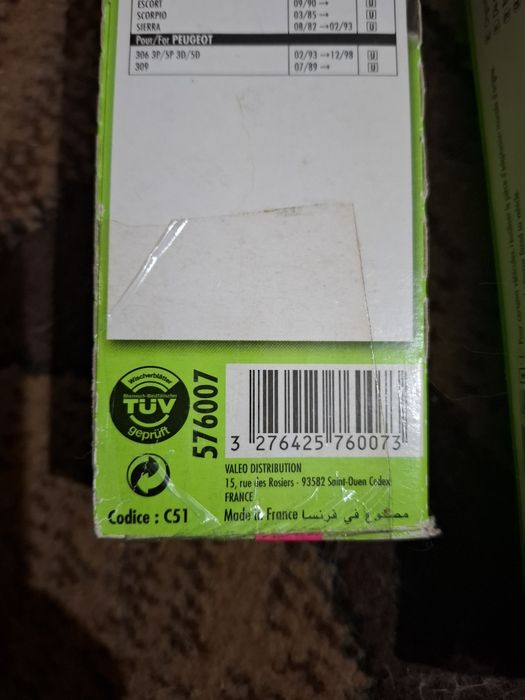 ESCORT 09/90 → U
SCORPIO 03/85 → U
SIERRA 08/82 → 02/93 U
Pour/For PEUGEOT
306 3P/5P 3D/5D 02/93 → 12/98 U
309 07/89 → U
Wischerblätter
Rheinisch-Westfälischer
TÜV
geprüft
576007
3 276425 760073
VALEO DISTRIBUTION
15, rue des Rosiers - 93582 Saint-Ouen Cedex
FRANCE
Codice : C51
Made in France مصنوع في فرنسا